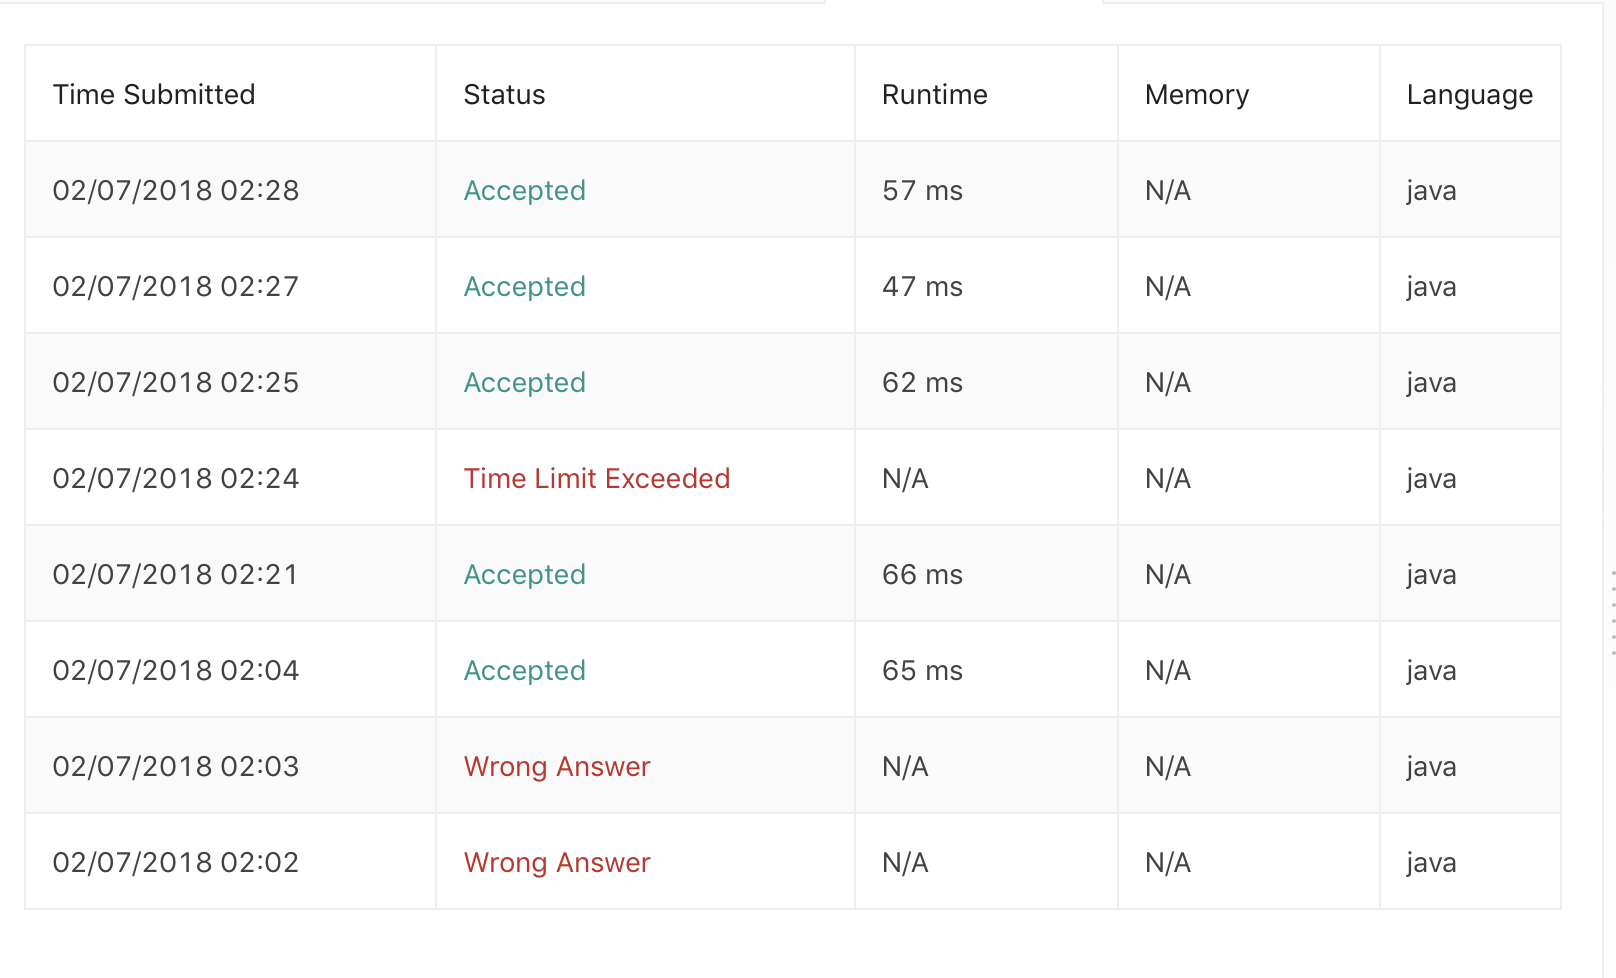 Time Submitted Status Runtime Memory Language
02/07/2018 02:28 Accepted 57 ms N/A java
02/07/2018 02:27 Accepted 47 ms N/A java
02/07/2018 02:25 Accepted 62 ms N/A java
02/07/2018 02:24 Time Limit Exceeded N/A N/A java
02/07/2018 02:21 Accepted 66 ms N/A java
02/07/2018 02:04 Accepted 65 ms N/A java
02/07/2018 02:03 Wrong Answer N/A N/A java
02/07/2018 02:02 Wrong Answer N/A N/A java